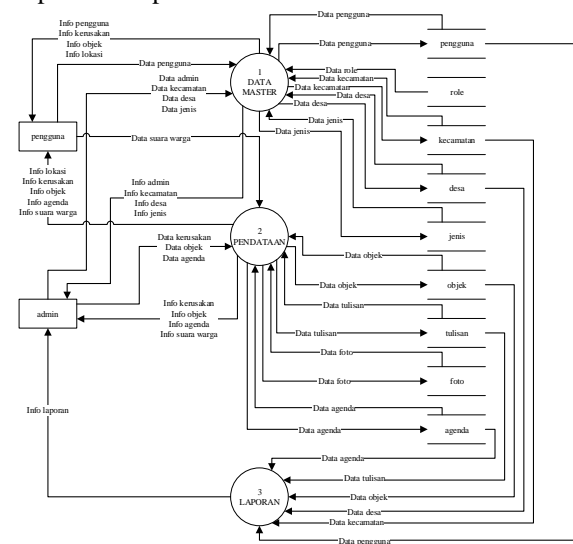 Info pengguna
Info kerusakan
Info objek
Info lokasi
Data pengguna
Data pengguna
Data pengguna
pengguna
Data admin
Data kecamatan
Data desa
Data jenis
1
DATA
MASTER
Data role
Data kecamatan
Data kecamatan
Data desa
Data desa
Data jenis
Data jenis
role
pengguna
Data suara warga
kecamatan
Info lokasi
Info kerusakan
Info objek
Info agenda
Info suara warga
Info admin
Info kecamatan
Info desa
Info jenis
desa
2
PENDATAAN
jenis
Data kerusakan
Data objek
Data agenda
Data objek
Data objek
objek
admin
Info kerusakan
Info objek
Info agenda
Info suara warga
Data tulisan
Data tulisan
tulisan
Data foto
Data foto
foto
Data agenda
Data agenda
agenda
Info laporan
Data agenda
3
LAPORAN
Data tulisan
Data objek
Data desa
Data kecamatan
Data pengguna